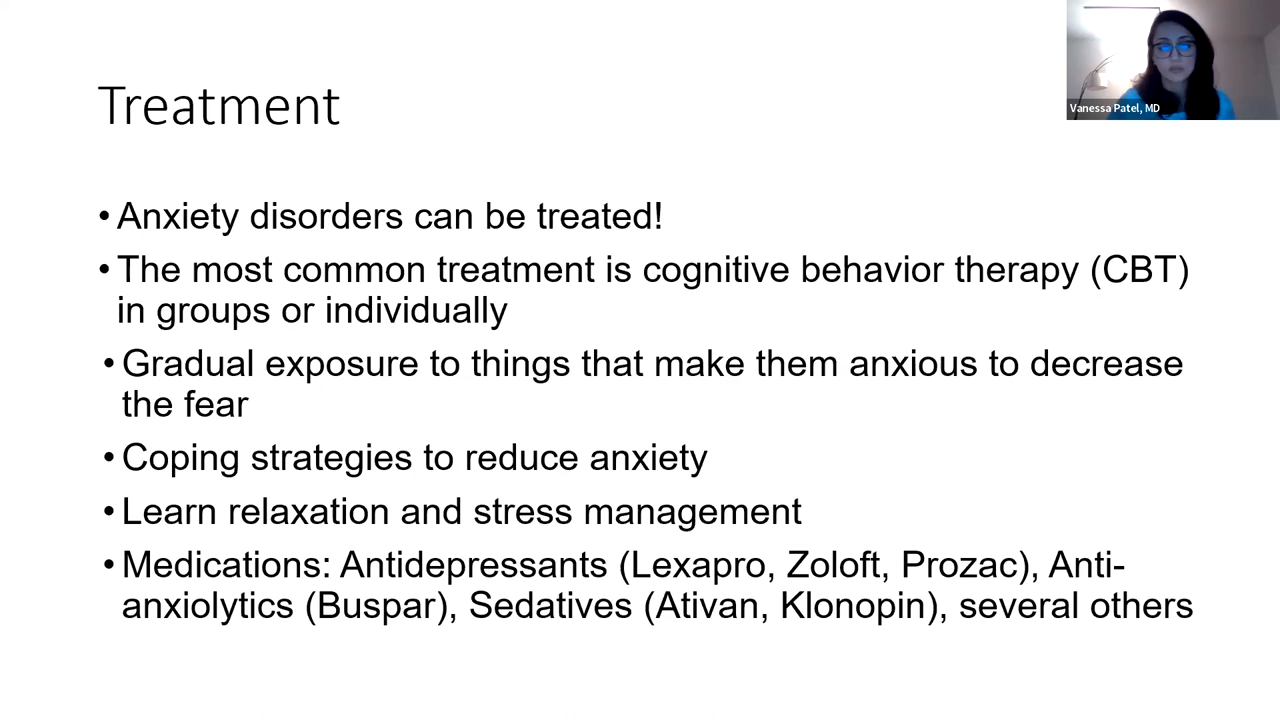 Vanessa Patel, MD
Treatment
• Anxiety disorders can be treated!
• The most common treatment is cognitive behavior therapy (CBT)
in groups or individually
• Gradual exposure to things that make them anxious to decrease
the fear
• Coping strategies to reduce anxiety
• Learn relaxation and stress management
• Medications: Antidepressants (Lexapro, Zoloft, Prozac), Anti-
anxiolytics (Buspar), Sedatives (Ativan, Klonopin), several others